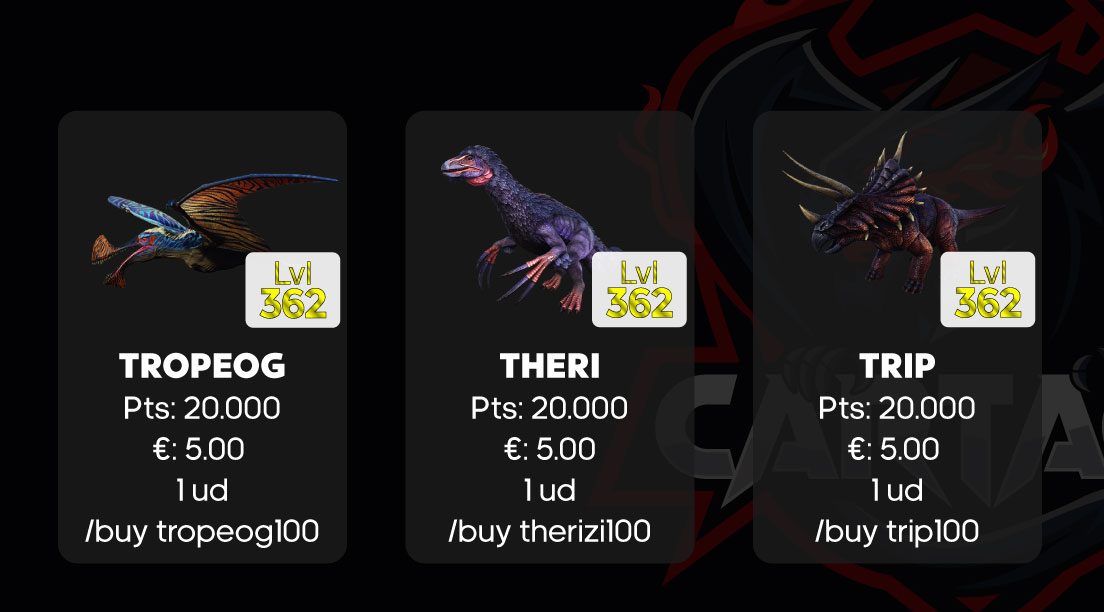 Lvl
362
TROPEOG
Pts: 20.000
€: 5.00
1 ud
/buy tropeog100
Lvl
362
THERI
Pts: 20.000
€: 5.00
1 ud
/buy therizi100
Lvl
362
TRIP
Pts: 20.000
€: 5.00
1 ud
/buy trip100